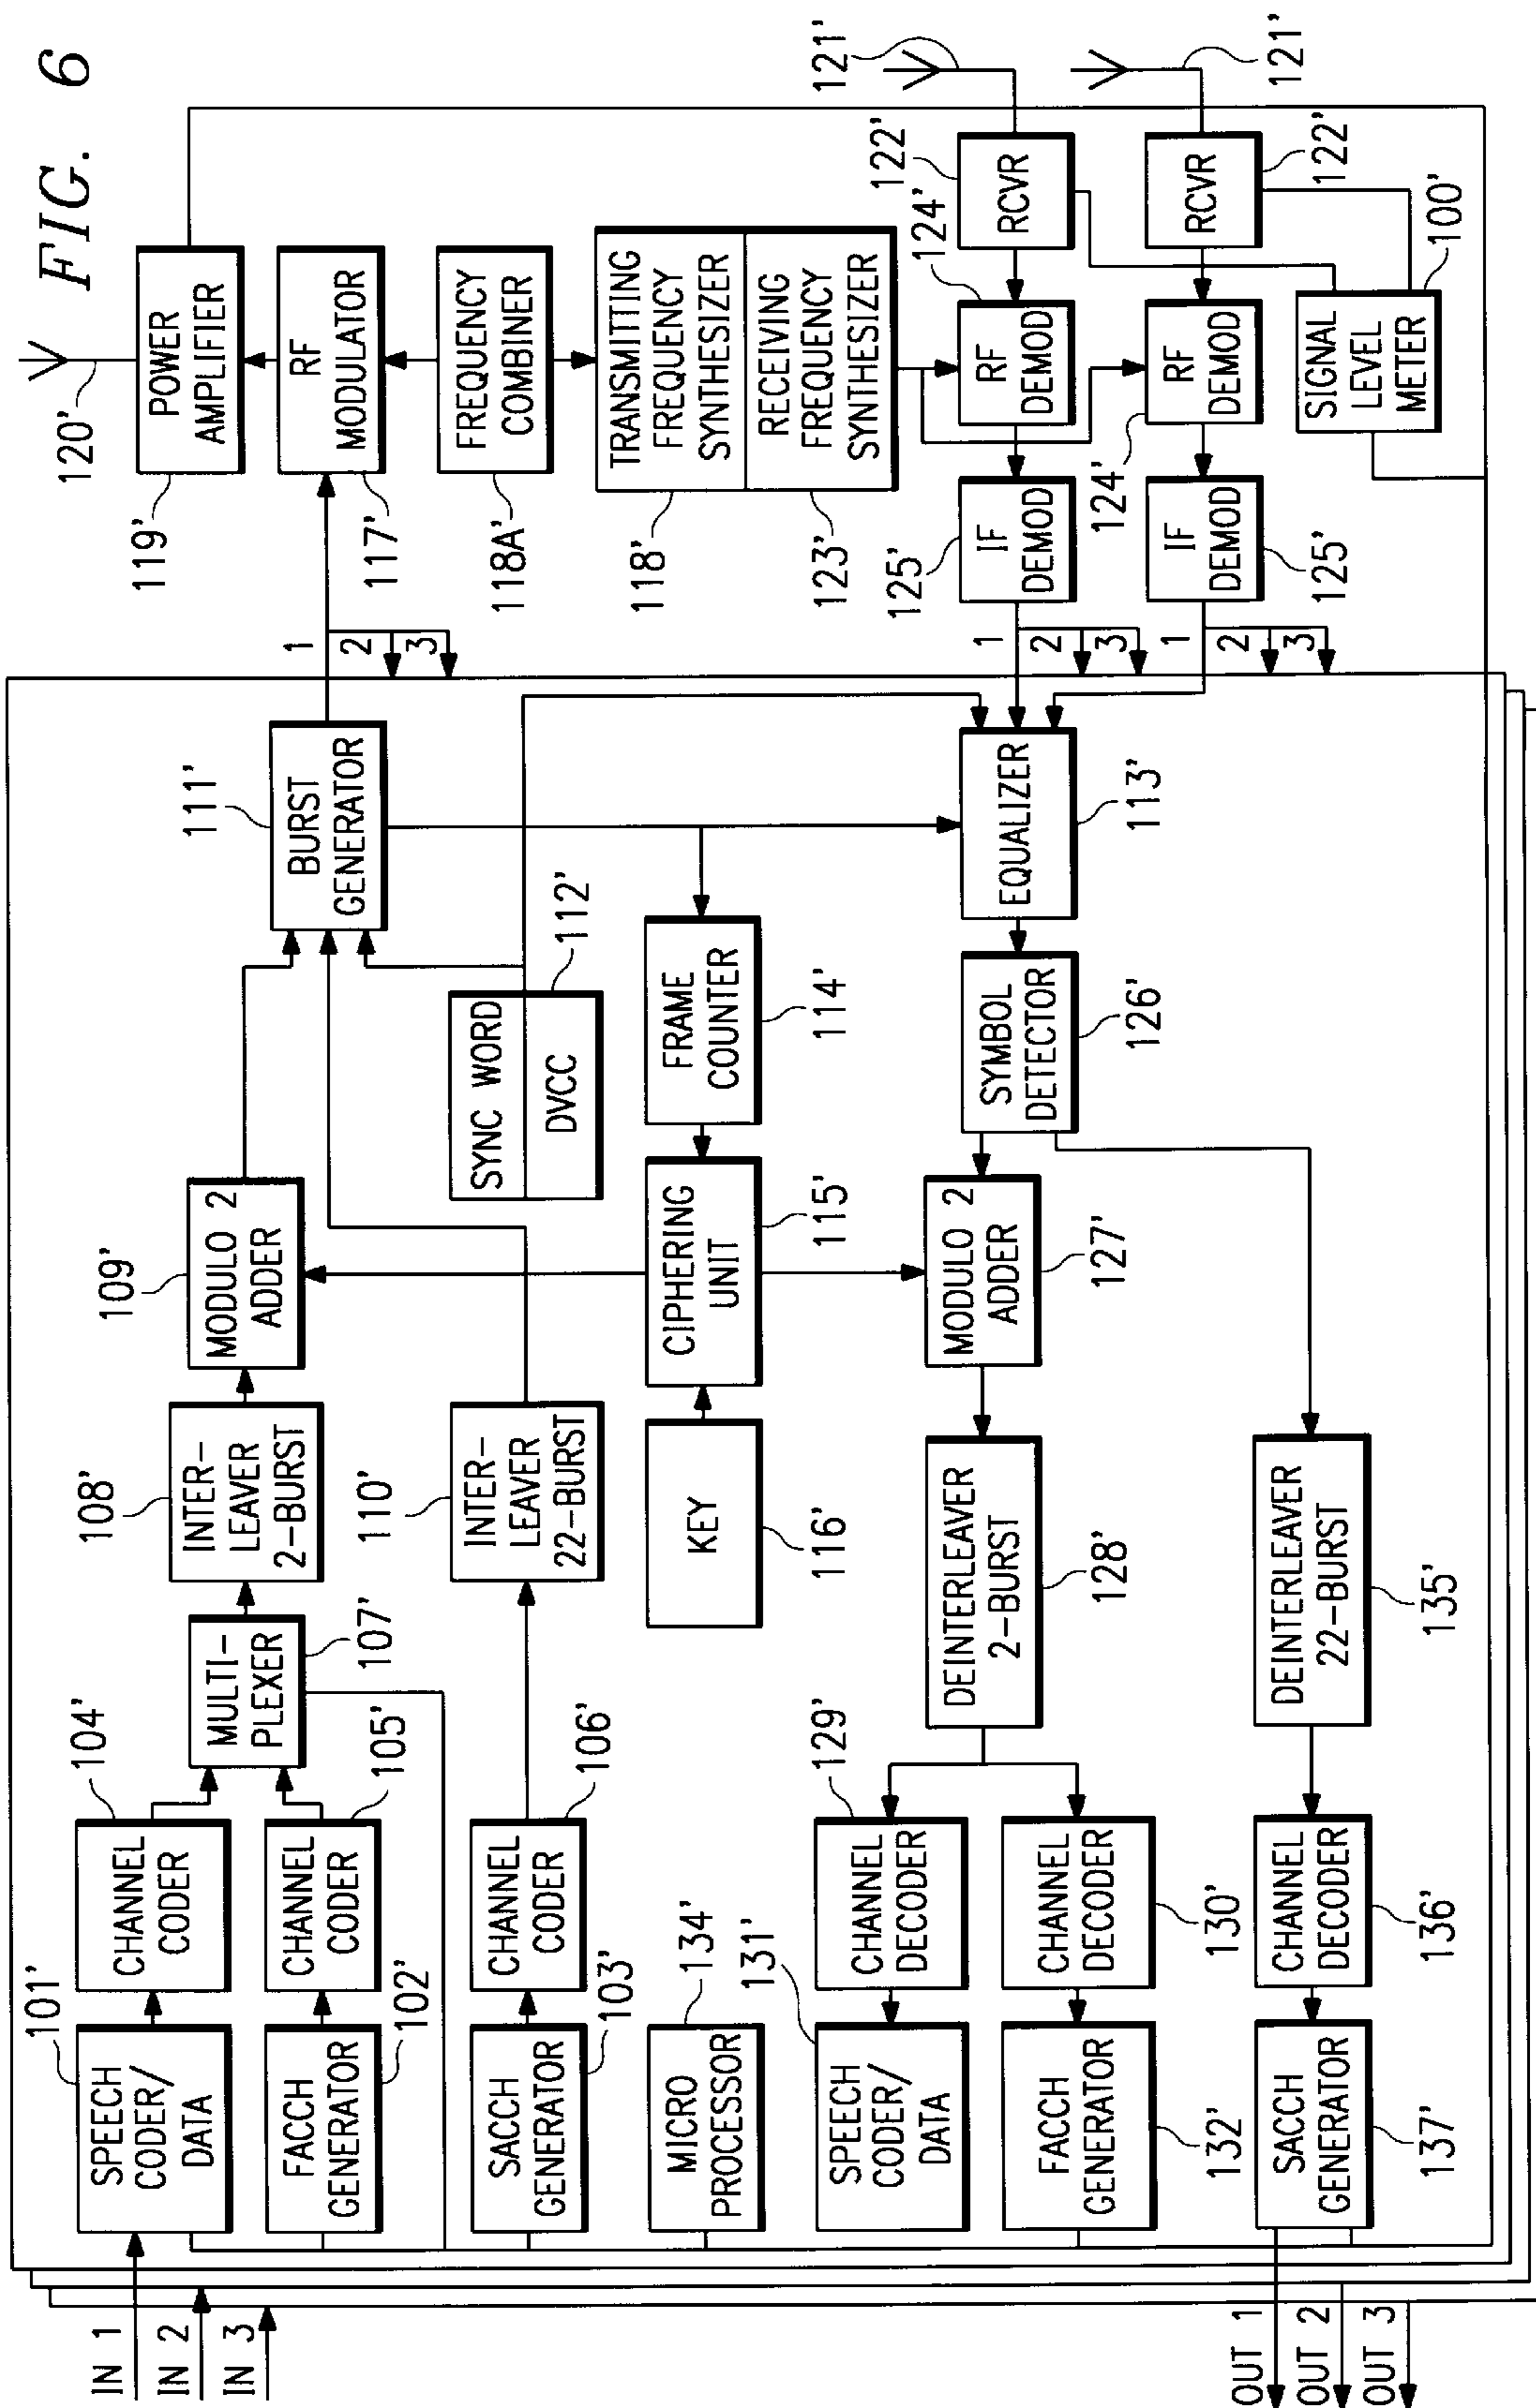 FIG. 6
IN 1
IN 2
IN 3
101'
SPEECH
CODER/
DATA
104'
CHANNEL
CODER
FACCH
GENERATOR
102'
CHANNEL
CODER
105'
MULTI-
PLEXER
107'
108'
INTER-
LEAVER
2-BURST
109'
MODULO 2
ADDER
111'
BURST
GENERATOR
1
2
3
SACCH
GENERATOR
103'
CHANNEL
CODER
106'
110'
INTER-
LEAVER
22-BURST
SYNC WORD
DVCC
112'
MICRO
PROCESSOR
134'
KEY
116'
CIPHERING
UNIT
115'
FRAME
COUNTER
114'
131'
SPEECH
CODER/
DATA
129'
CHANNEL
DECODER
FACCH
GENERATOR
132'
CHANNEL
DECODER
130'
DEINTERLEAVER
2-BURST
128'
MODULO 2
ADDER
127'
SYMBOL
DETECTOR
126'
EQUALIZER
113'
SACCH
GENERATOR
137'
CHANNEL
DECODER
136'
DEINTERLEAVER
22-BURST
135'
OUT 1
OUT 2
OUT 3
120'
POWER
AMPLIFIER
119'
RF
MODULATOR
117'
FREQUENCY
COMBINER
118A'
TRANSMITTING
FREQUENCY
SYNTHESIZER
118'
RECEIVING
FREQUENCY
SYNTHESIZER
123'
1
2
3
125'
IF
DEMOD
124'
RF
DEMOD
122'
RCVR
121'
1
2
3
IF
DEMOD
125'
RF
DEMOD
124'
RCVR
122'
121'
SIGNAL
LEVEL
METER
100'